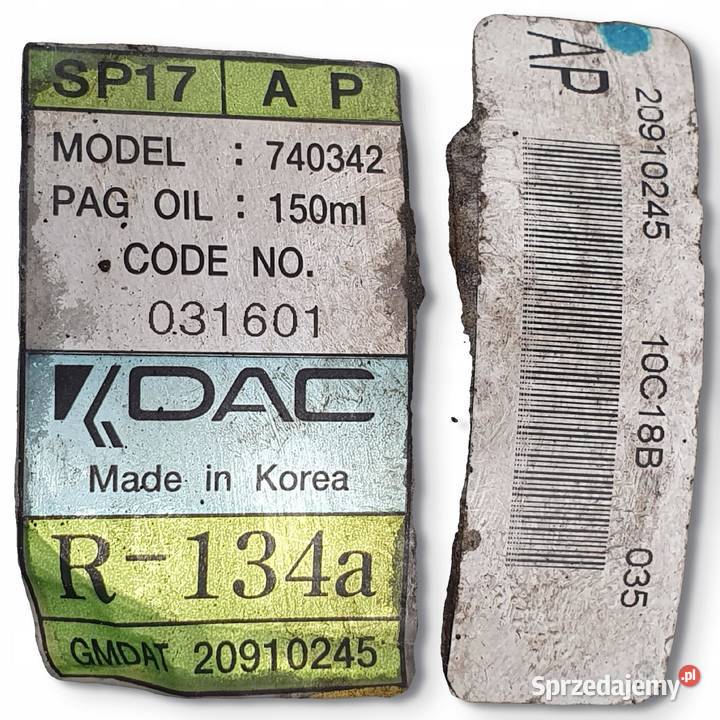 SP17 A P
MODEL : 740342
PAG OIL : 150ml
CODE NO.
031601
DAC
Made in Korea
R-134a
GMDAT 20910245
AP
20910245 10C18B 035
Sprzedajemy.pl